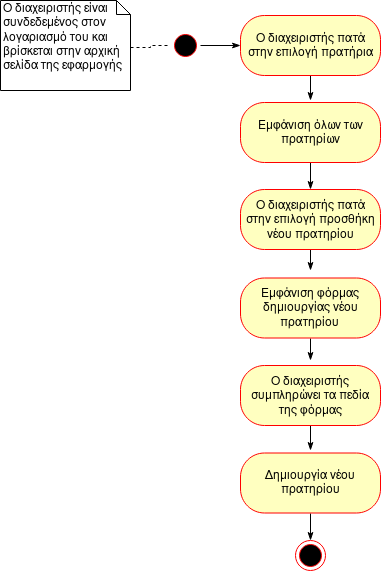 Ο διαχειριστής είναι
συνδεδεμένος στον
λογαριασμό του και
βρίσκεται στην αρχική
σελίδα της εφαρμογής
Ο διαχειριστής πατά
στην επιλογή πρατήρια
Εμφάνιση όλων των
πρατηρίων
Ο διαχειριστής πατά
στην επιλογή προσθήκη
νέου πρατηρίου
Εμφάνιση φόρμας
δημιουργίας νέου
πρατηρίου
Ο διαχειριστής
συμπληρώνει τα πεδία
της φόρμας
Δημιουργία νέου
πρατηρίου